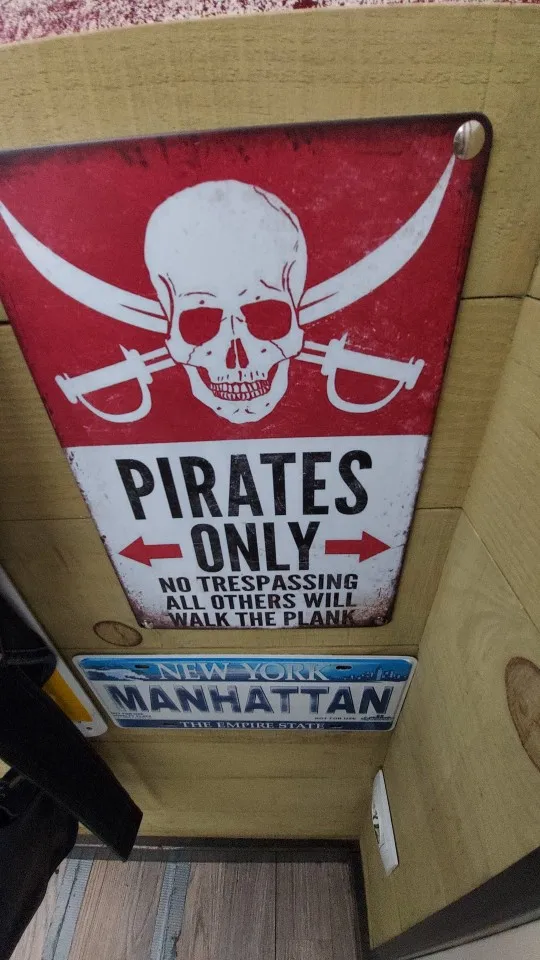 PIRATES
ONLY
NO TRESPASSING
ALL OTHERS WILL
WALK THE PLANK
NEW YORK
MANHATTAN
THE EMPIRE STATE